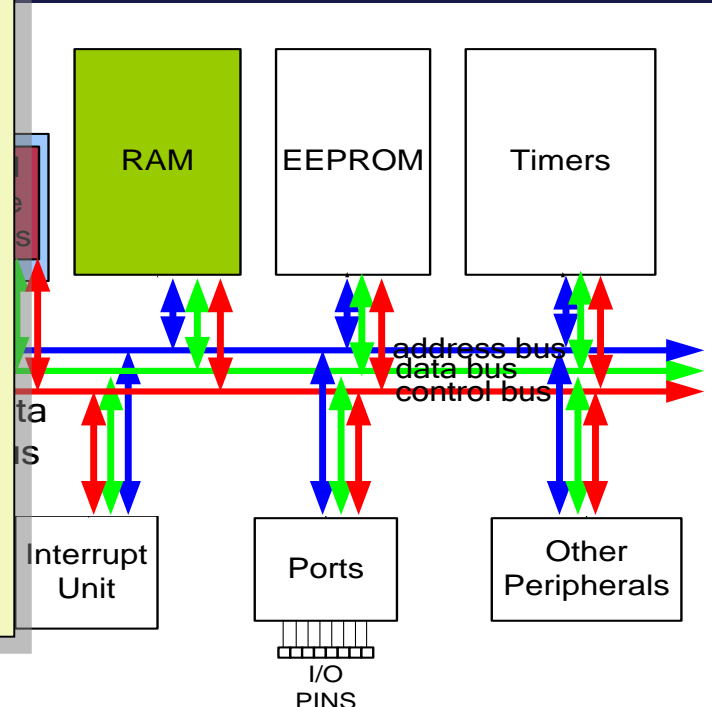 RAM
EEPROM
Timers
address bus
data bus
control bus
Interrupt
Unit
Ports
Other
Peripherals
I/O
PINS